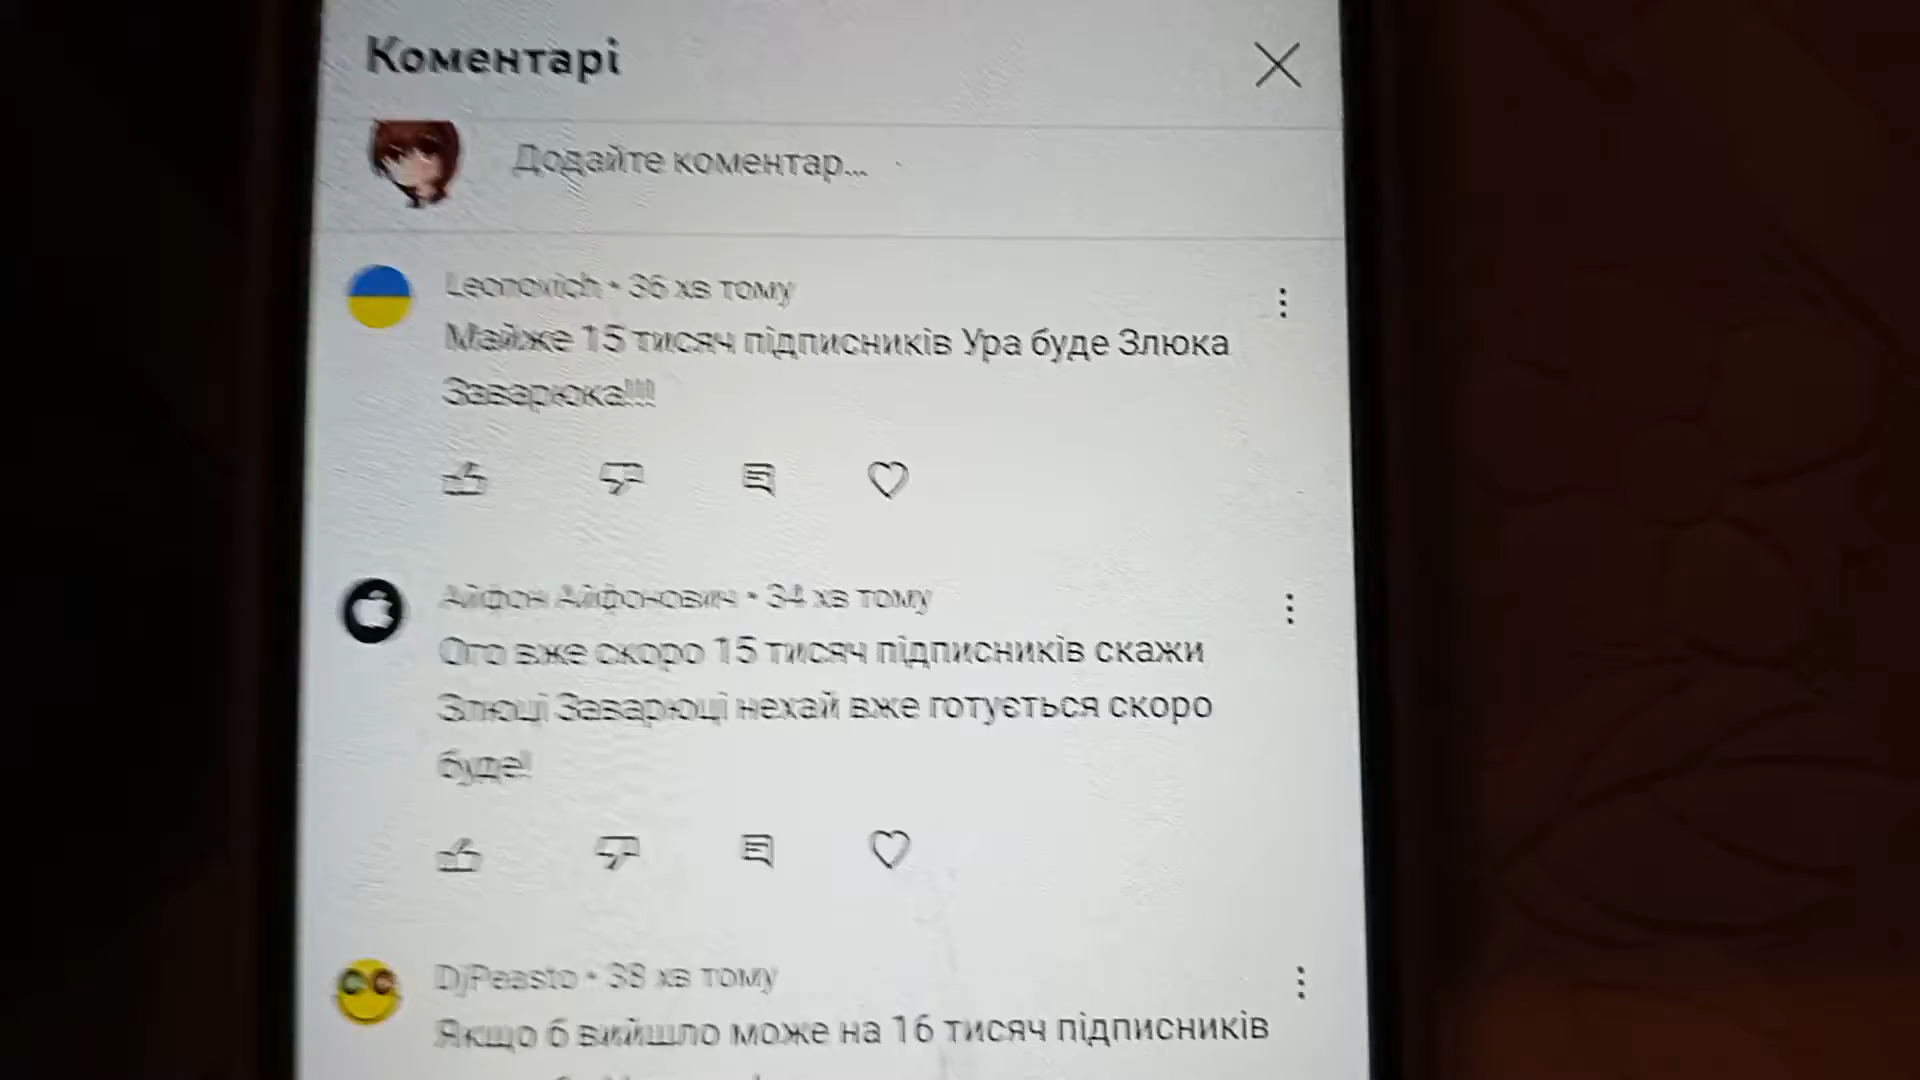 Коментарі
Додайте коментар...
Leonovich • 36 хв тому
Майже 15 тисяч підписників Ура буде Злюка
Заварюка!!!
Айфон Айфонович • 34 хв тому
Ого вже скоро 15 тисяч підписників скажи
Злюці Заварюці нехай вже готується скоро
буде!
DjPeasto • 38 хв тому
Якщо б вийшло може на 16 тисяч підписників